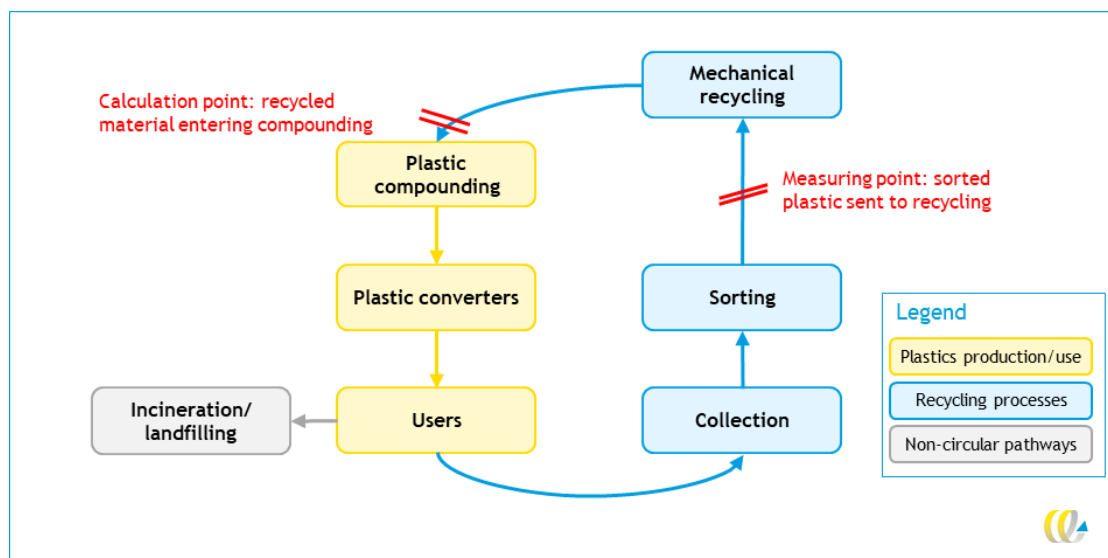 Mechanical
recycling
Calculation point: recycled
material entering compounding
Plastic
compounding
Measuring point: sorted
plastic sent to recycling
Plastic converters
Sorting
Legend
Plastics production/use
Recycling processes
Non-circular pathways
Incineration/
landfilling
Users
Collection